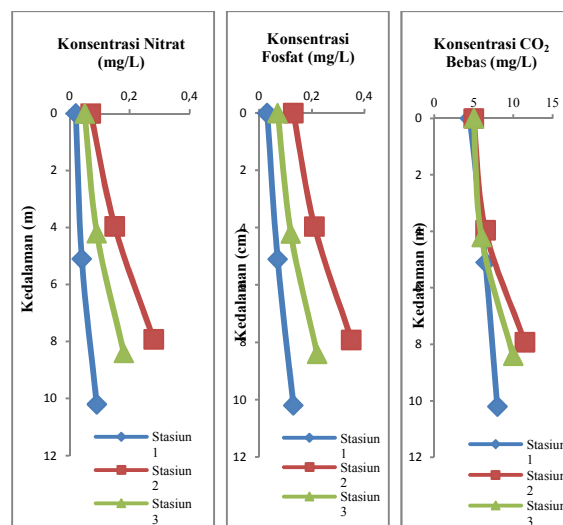 Konsentrasi Nitrat
(mg/L)
0 0,2 0,4
0
2
4
6
8
10
12
Kedalaman (m)
Stasiun
1
Stasiun
2
Stasiun
3
Konsentrasi
Fosfat (mg/L)
0 0,2 0,4
0
2
4
6
8
10
12
Kedalaman (cm)
Stasiun
1
Stasiun
2
Stasiun
3
Konsentrasi CO₂
Bebas (mg/L)
0 5 10 15
0
2
4
6
8
10
12
Kedalaman (m)
Stasiun
1
Stasiun
2
Stasiun
3